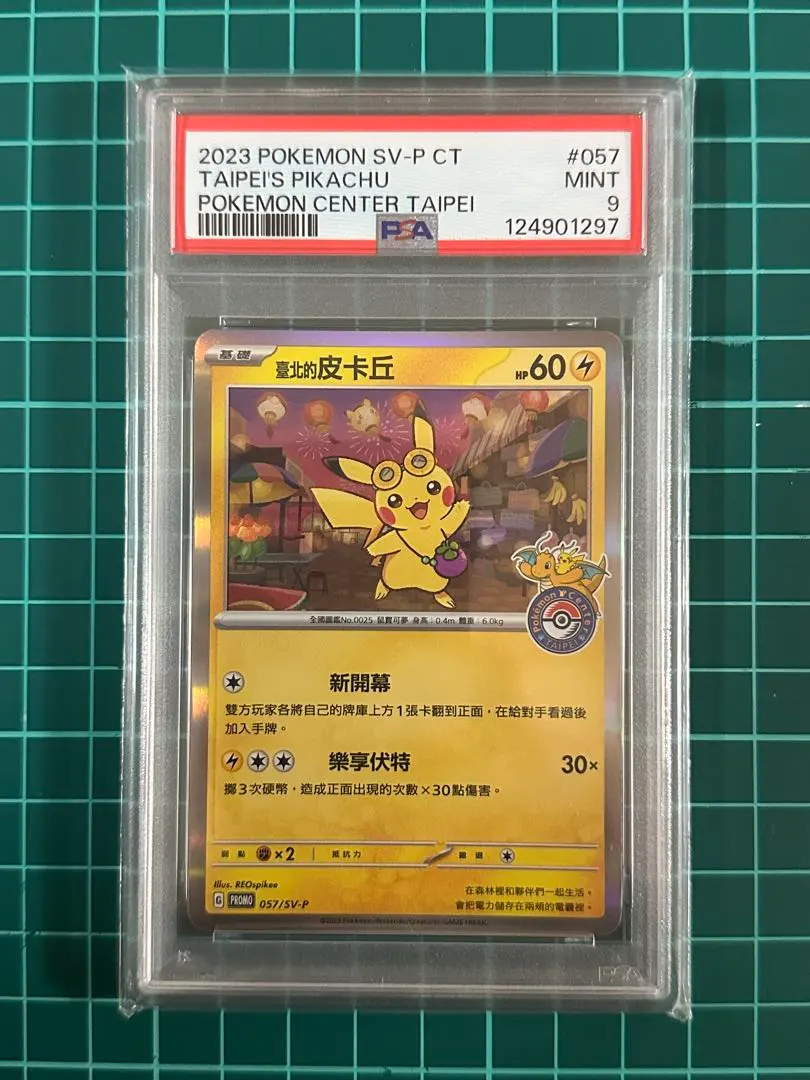 2023 POKEMON SV-P CT #057
TAIPEI'S PIKACHU MINT
POKEMON CENTER TAIPEI 9
124901297
PSA
基礎 臺北的皮卡丘 HP60
Pokémon Center
TAIPEI
全國圖鑑No.0025 鼠寶可夢 身高:0.4m 體重:6.0kg
新開幕
雙方玩家各將自己的牌庫上方1張卡翻到正面,在給對手看過後
加入手牌。
樂享伏特 30×
擲3次硬幣,造成正面出現的次數×30點傷害。
弱點 ×2 抵抗力 撤退
Illus. REOspikee
G PROMO 057/SV-P
在森林裡和夥伴們一起生活。
會把電力儲存在兩頰的電囊裡。
©2023 Pokémon/Nintendo/Creatures/GAME FREAK
PSA